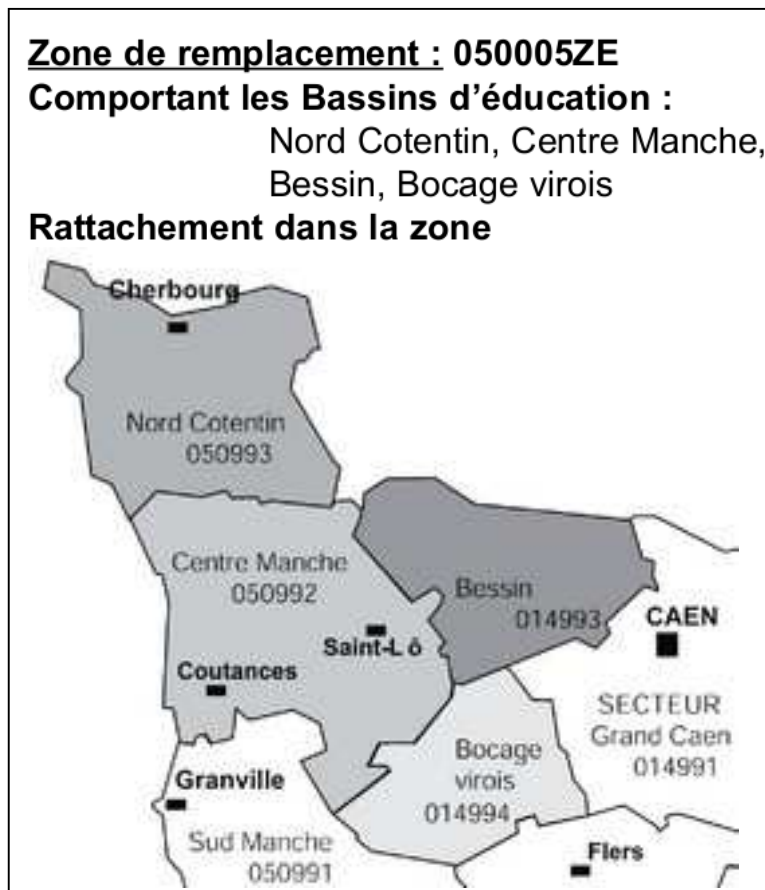 Zone de remplacement : 050005ZE
Comportant les Bassins d'éducation :
Nord Cotentin, Centre Manche,
Bessin, Bocage virois
Rattachement dans la zone
Cherbourg
Nord Cotentin
050993
Centre Manche
050992
Bessin
014993
CAEN
Saint-L ô
Coutances
SECTEUR
Grand Caen
014991
Bocage
virois
014994
Granville
Sud Manche
050991
Flers